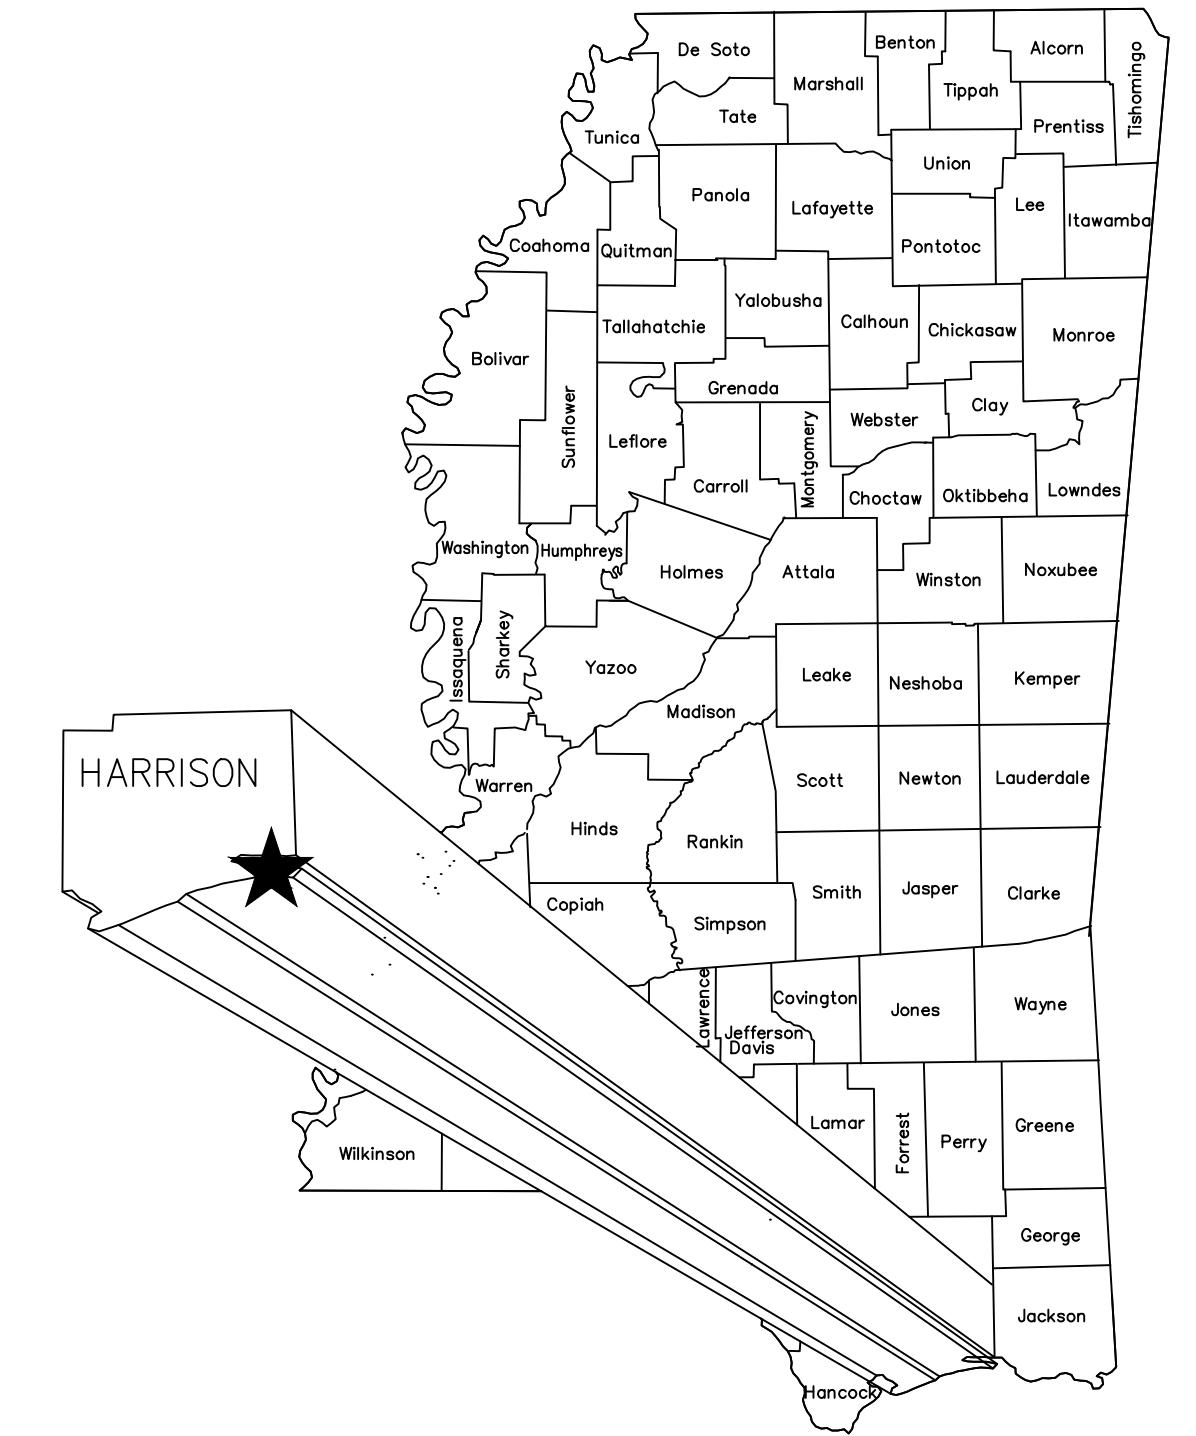 De Soto
Benton
Alcorn
Tishomingo
Marshall
Tippah
Tate
Prentiss
Tunica
Union
Panola
Lafayette
Lee
Itawamba
Coahoma
Quitman
Pontotoc
Yalobusha
Tallahatchie
Calhoun
Chickasaw
Monroe
Bolivar
Grenada
Sunflower
Leflore
Webster
Clay
Montgomery
Carroll
Choctaw
Oktibbeha
Lowndes
Washington
Humphreys
Holmes
Attala
Winston
Noxubee
Issaquena
Sharkey
Yazoo
Leake
Neshoba
Kemper
Madison
HARRISON
Warren
Scott
Newton
Lauderdale
Hinds
Rankin
Smith
Jasper
Clarke
Copiah
Simpson
Lawrence
Covington
Jones
Wayne
Jefferson
Davis
Lamar
Forrest
Perry
Greene
Wilkinson
George
Jackson
Hancock